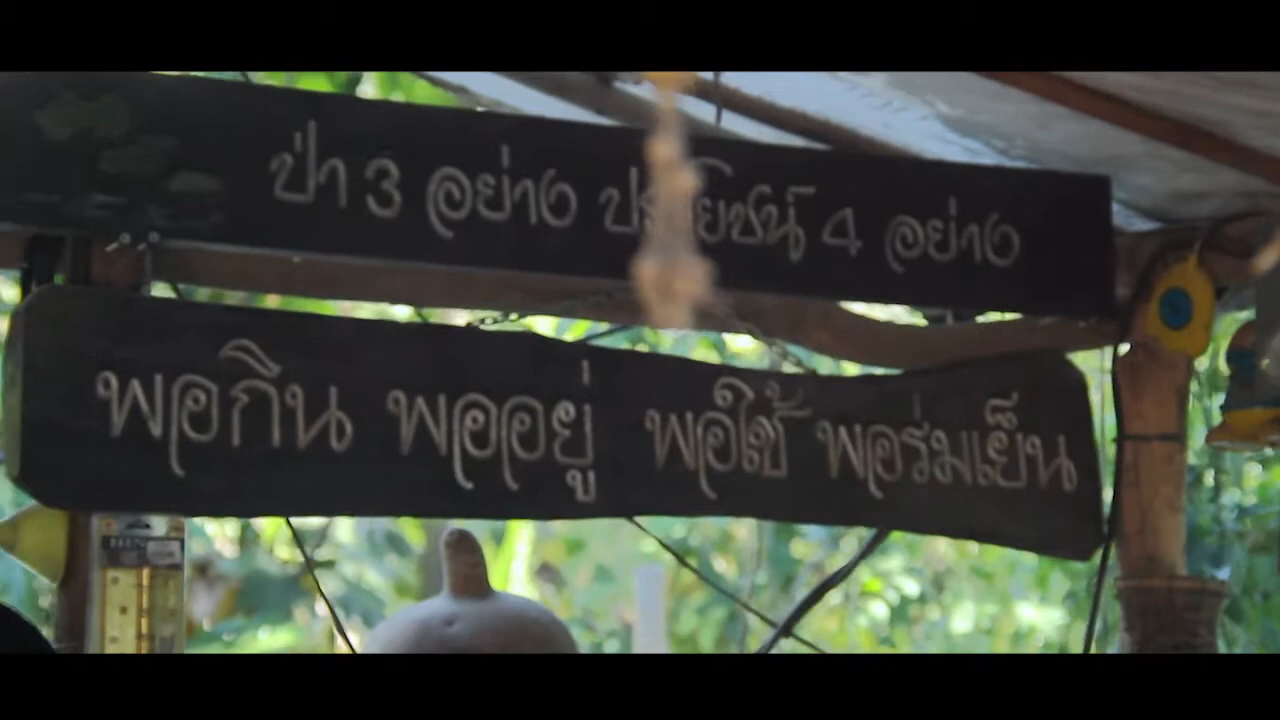 ป่า 3 อย่าง ประโยชน์ 4 อย่าง
พอกิน พออยู่ พอใช้ พอร่มเย็น